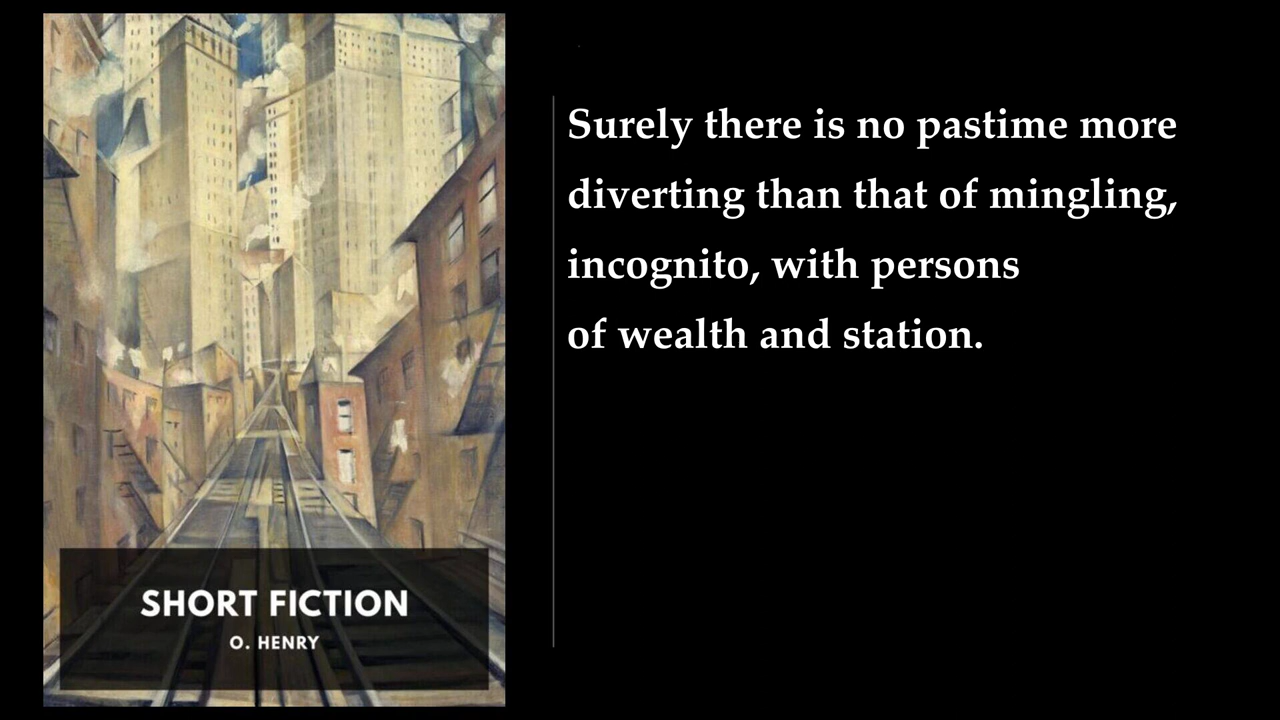 Surely there is no pastime more
diverting than that of mingling,
incognito, with persons
of wealth and station.
SHORT FICTION
O. HENRY